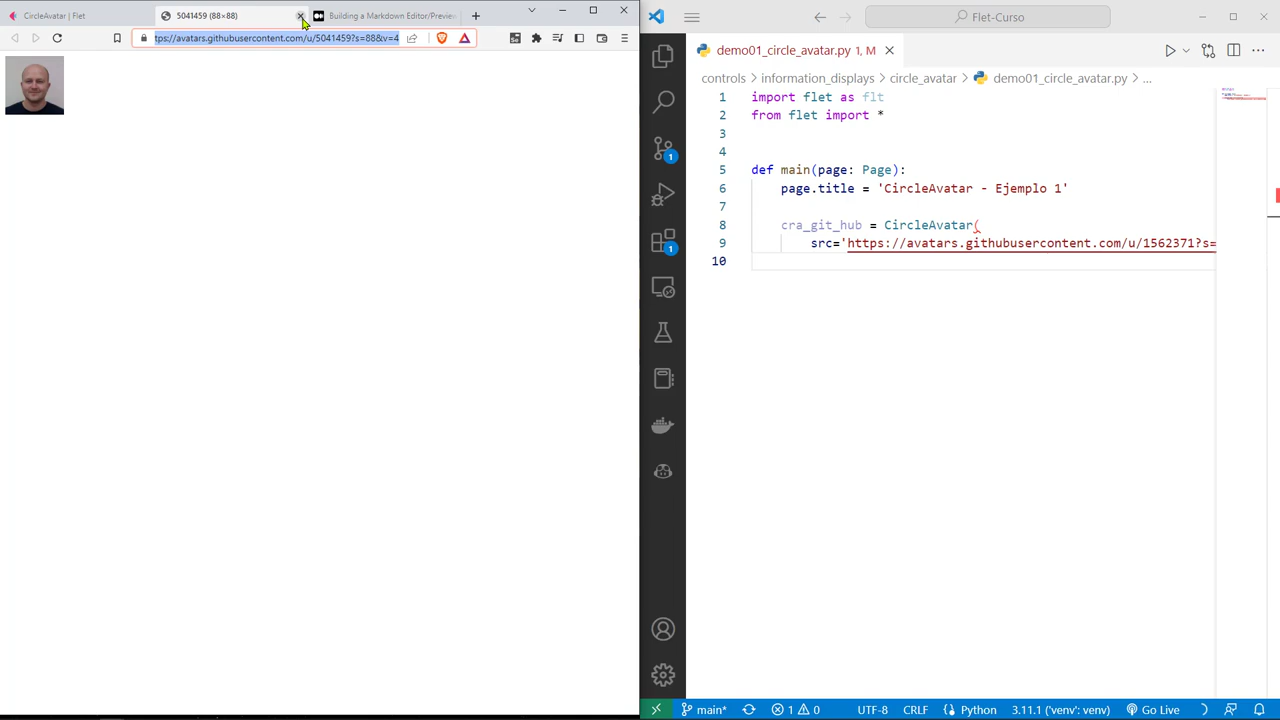 CircleAvatar | Flet
5041459 (88×88)
Building a Markdown Editor/Preview
tps://avatars.githubusercontent.com/u/5041459?s=88&v=4
Flet-Curso
demo01_circle_avatar.py 1, M
controls > information_displays > circle_avatar > demo01_circle_avatar.py > ...
1 import flet as flt
2 from flet import *
3
4
5 def main(page: Page):
6 page.title = 'CircleAvatar - Ejemplo 1'
7
8 cra_git_hub = CircleAvatar(
9 src='https://avatars.githubusercontent.com/u/1562371?s=
10
1
1
main* 1 0 UTF-8 CRLF Python 3.11.1 ('venv': venv) Go Live